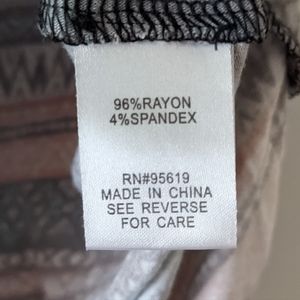 96%RAYON
4%SPANDEX
RN#95619
MADE IN CHINA
SEE REVERSE
FOR CARE